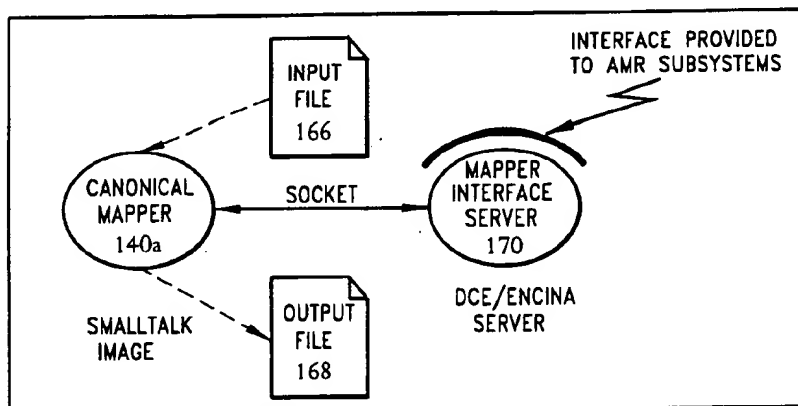 INTERFACE PROVIDED
TO AMR SUBSYSTEMS
INPUT
FILE
166
CANONICAL
MAPPER
140a
SOCKET
MAPPER
INTERFACE
SERVER
170
SMALLTALK
IMAGE
OUTPUT
FILE
168
DCE/ENCINA
SERVER